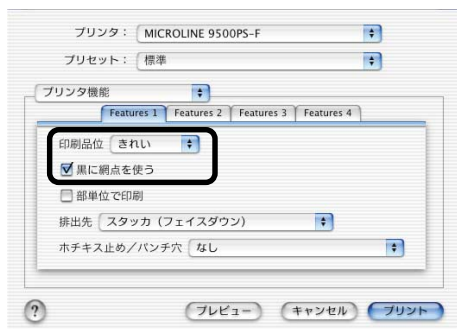 プリンタ： MICROLINE 9500PS-F
プリセット： 標準
プリンタ機能
Features 1 Features 2 Features 3 Features 4
印刷品位 きれい
黒に網点を使う
部単位で印刷
排出先 スタッカ（フェイスダウン）
ホチキス止め／パンチ穴 なし
? プレビュー キャンセル プリント